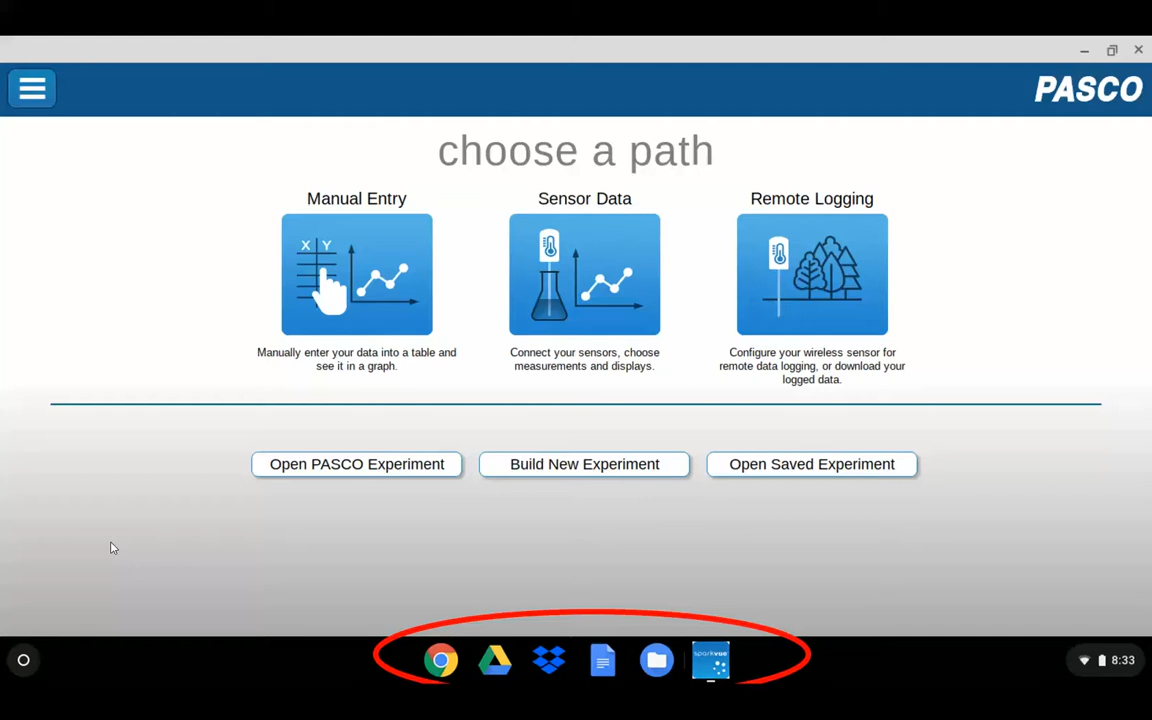 PASCO
choose a path
Manual Entry
Sensor Data
Remote Logging
X Y
Manually enter your data into a table and
see it in a graph.
Connect your sensors, choose
measurements and displays.
Configure your wireless sensor for
remote data logging, or download your
logged data.
Open PASCO Experiment
Build New Experiment
Open Saved Experiment
sparkvue
8:33